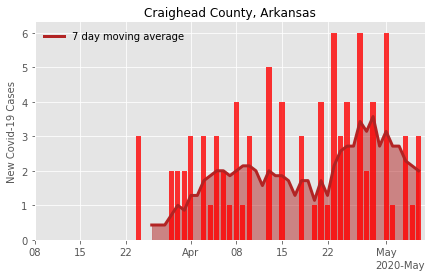 Craighead County, Arkansas
7 day moving average
New Covid-19 Cases
6
5
4
3
2
1
0
08 15 22 Apr 08 15 22 May
2020-May